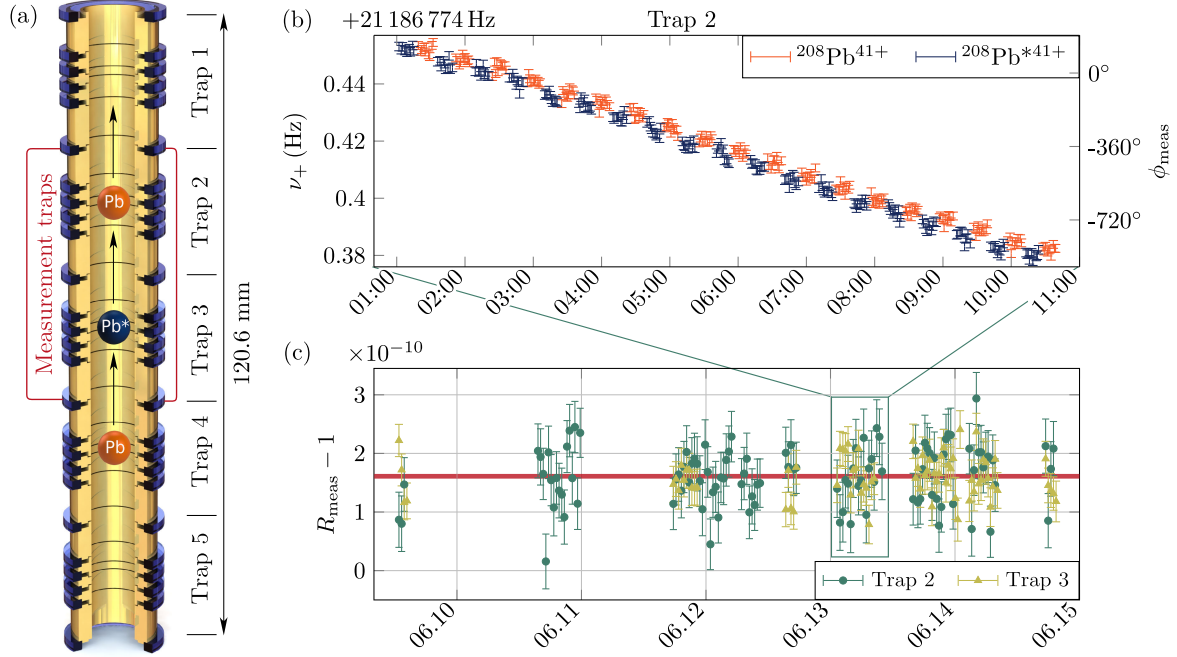 (a)
Trap 1
Trap 2
Trap 3
Trap 4
Trap 5
Measurement traps
120.6 mm
Pb
Pb*
Pb
(b)
+21 186 774 Hz
Trap 2
²⁰⁸Pb⁴¹⁺
²⁰⁸Pb*⁴¹⁺
ν₊ (Hz)
0.44
0.42
0.4
0.38
0°
-360°
-720°
ϕmeas
01:00
02:00
03:00
04:00
05:00
06:00
07:00
08:00
09:00
10:00
11:00
(c)
×10⁻¹⁰
Rmeas − 1
3
2
1
0
Trap 2
Trap 3
06.10
06.11
06.12
06.13
06.14
06.15